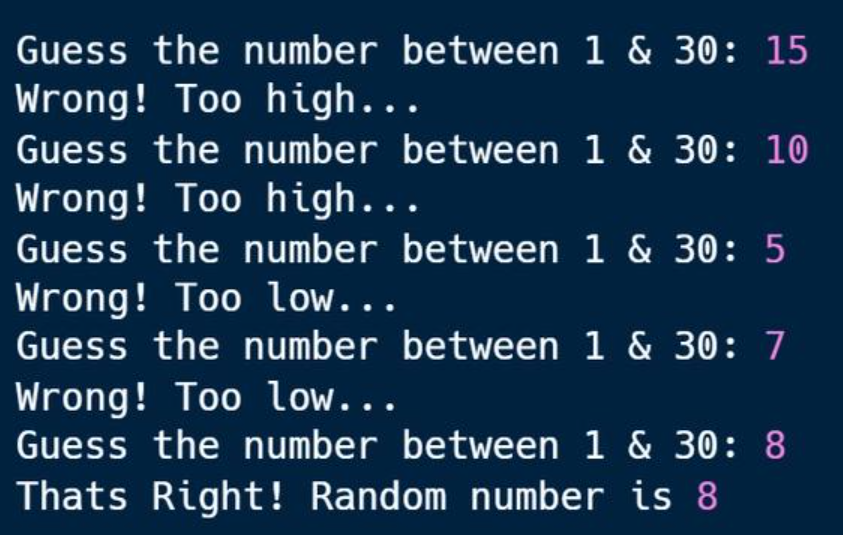 Guess the number between 1 & 30: 15
Wrong! Too high...
Guess the number between 1 & 30: 10
Wrong! Too high...
Guess the number between 1 & 30: 5
Wrong! Too low...
Guess the number between 1 & 30: 7
Wrong! Too low...
Guess the number between 1 & 30: 8
Thats Right! Random number is 8